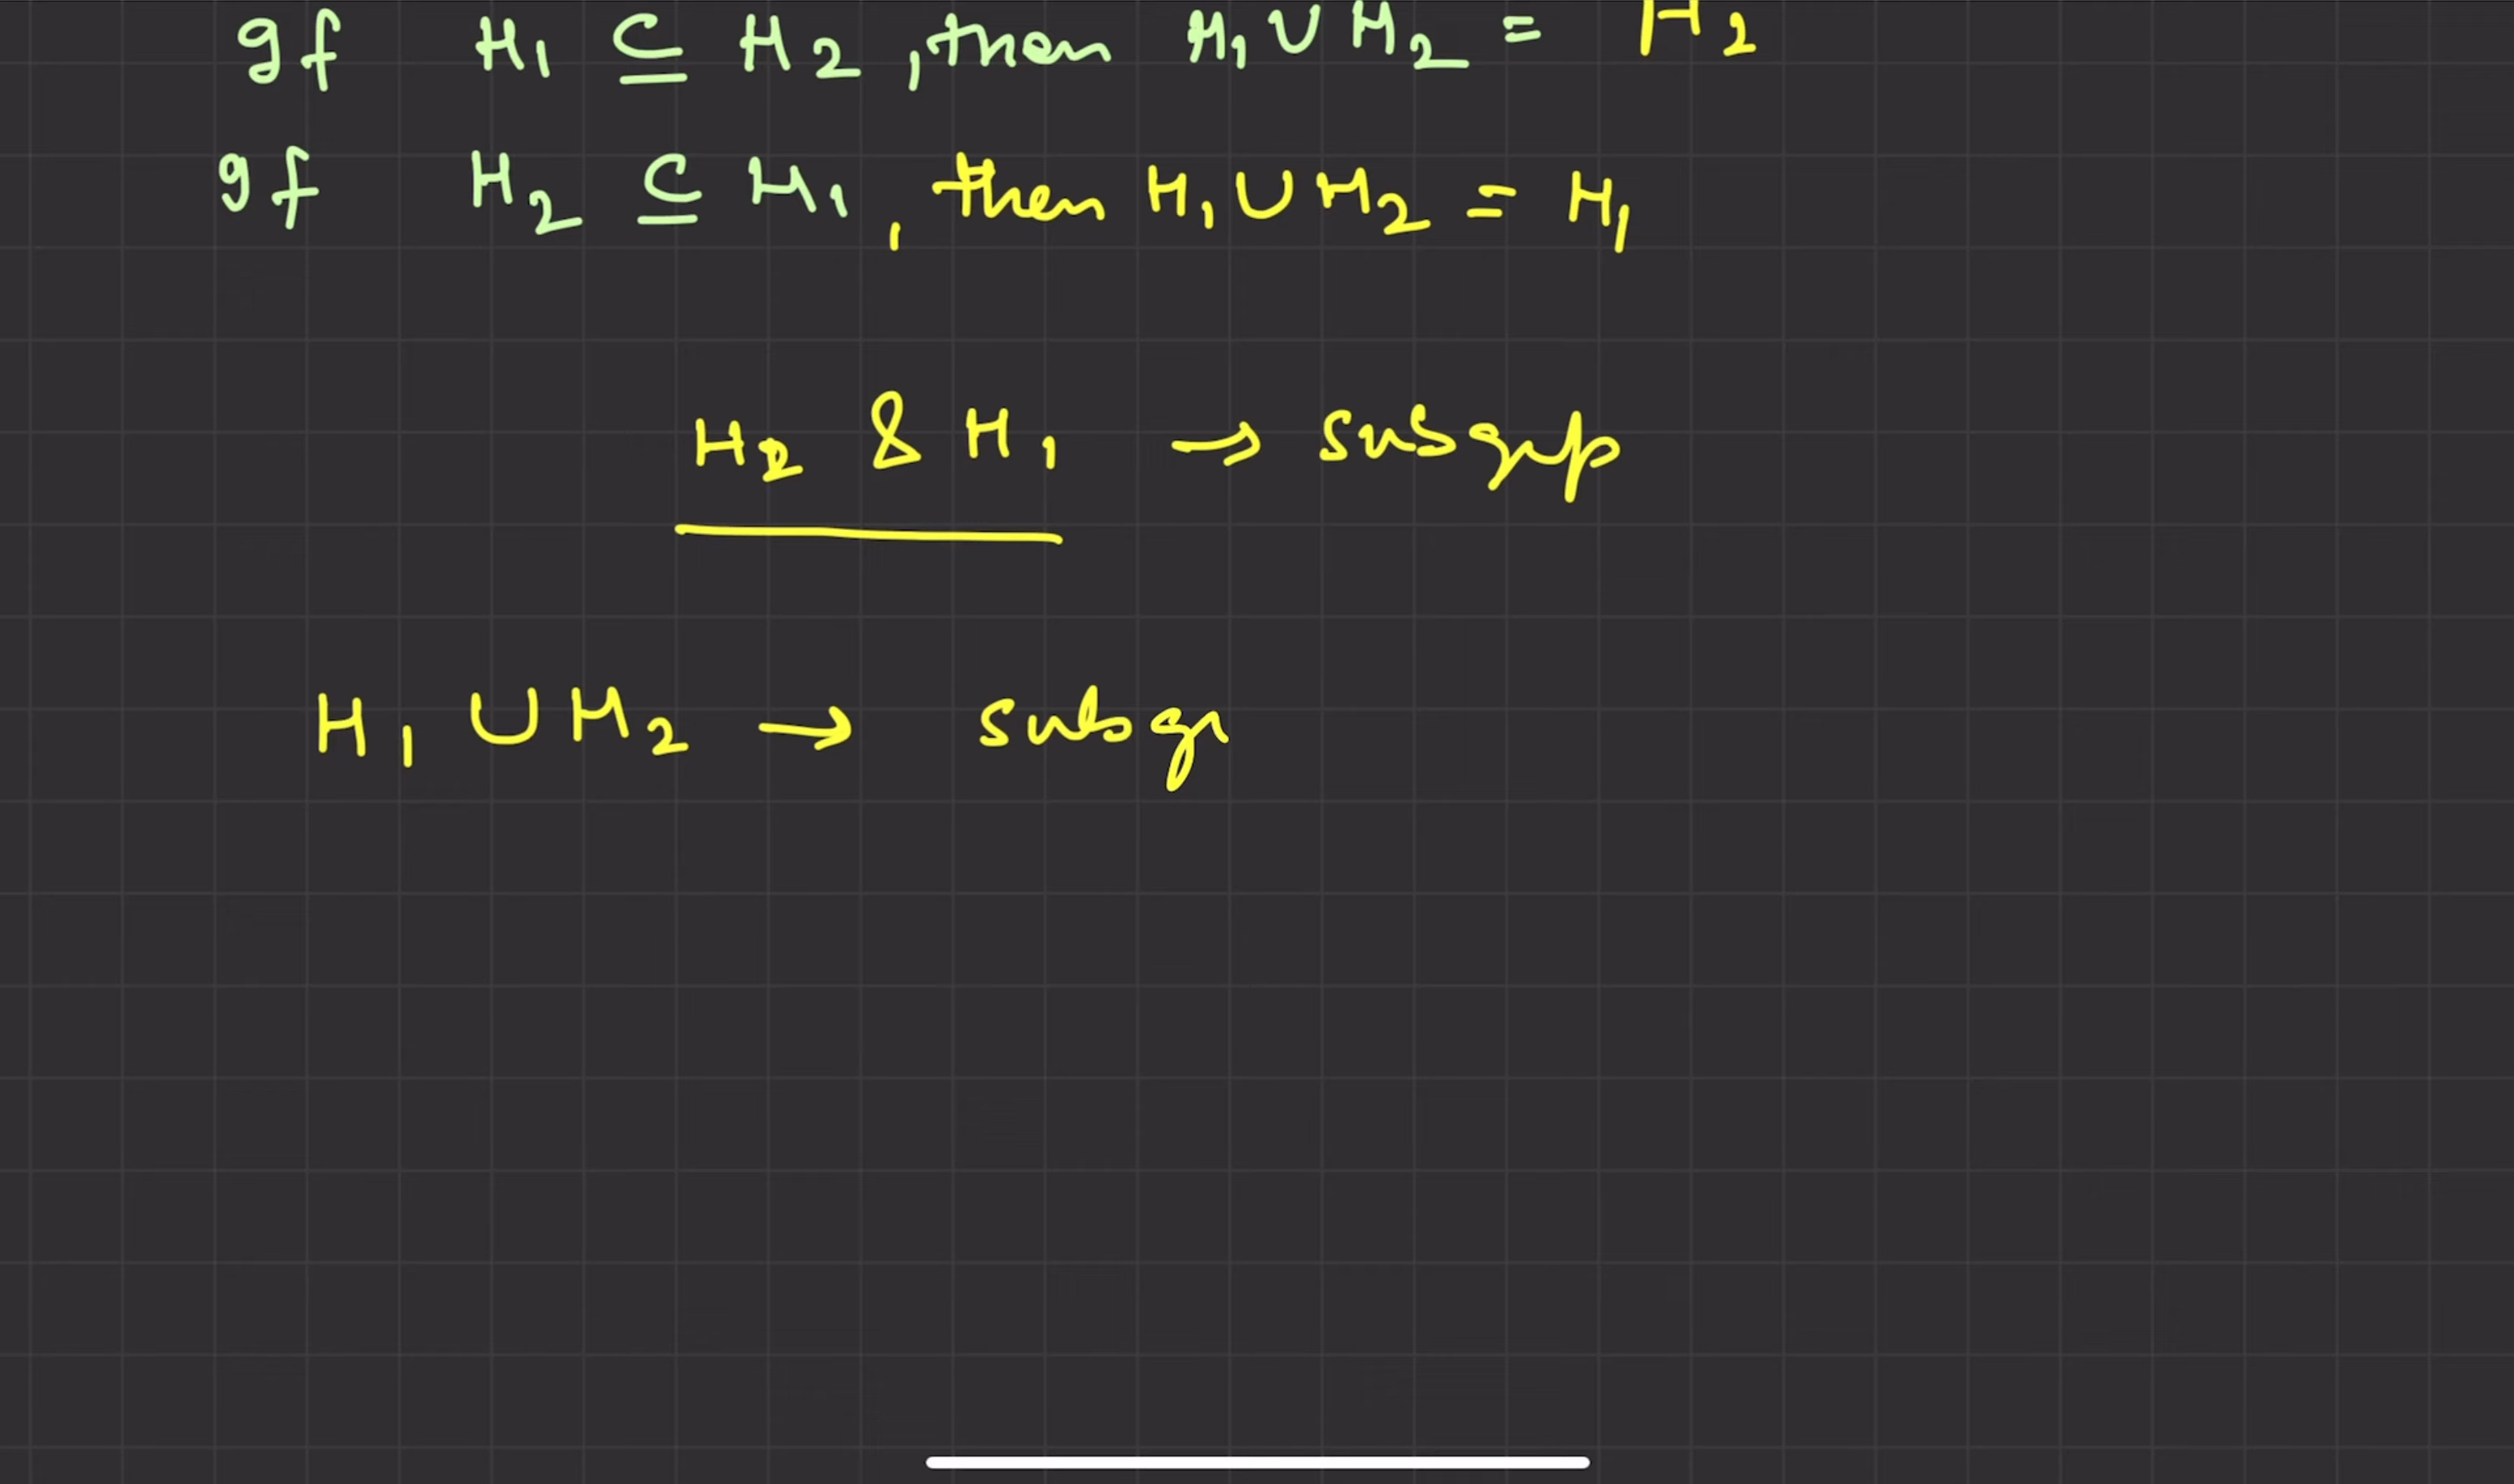 If H₁ ⊆ H₂, then H₁ ∪ H₂ = H₂
If H₂ ⊆ H₁, then H₁ ∪ H₂ = H₁
H₂ & H₁ → subgrp
H₁ ∪ H₂ → subgr